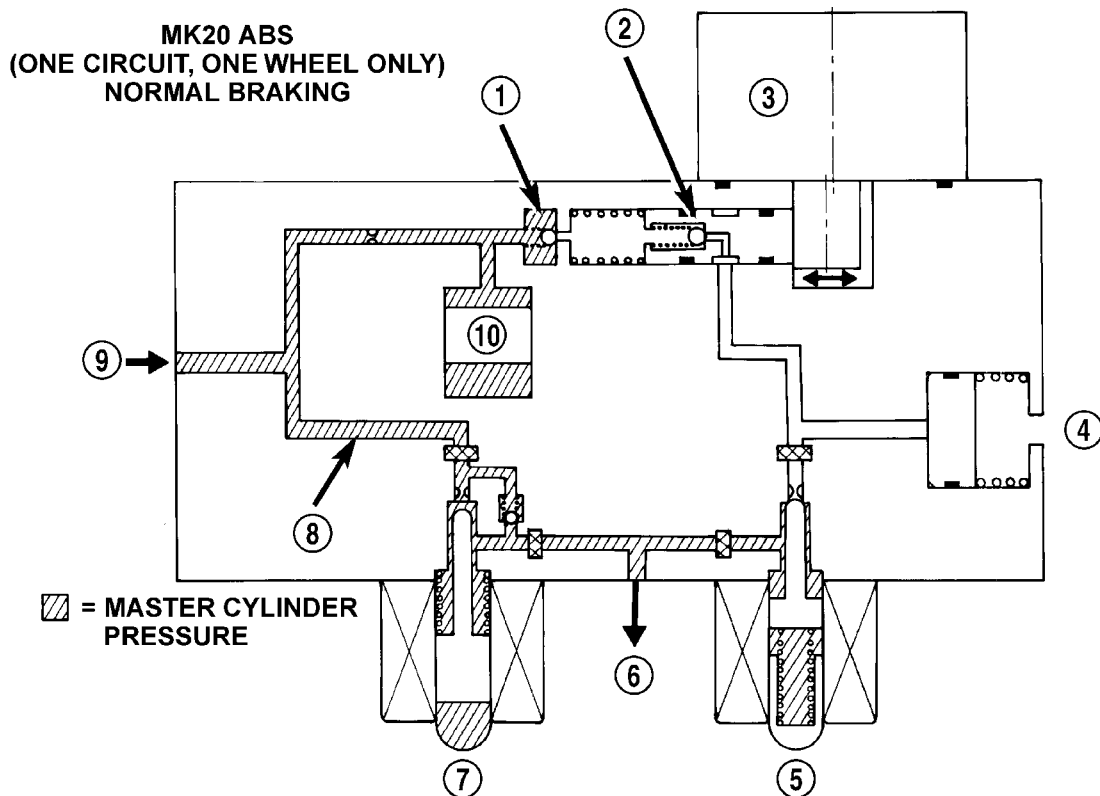 MK20 ABS
(ONE CIRCUIT, ONE WHEEL ONLY)
NORMAL BRAKING
1
2
3
9
10
4
8
= MASTER CYLINDER
PRESSURE
6
7
5